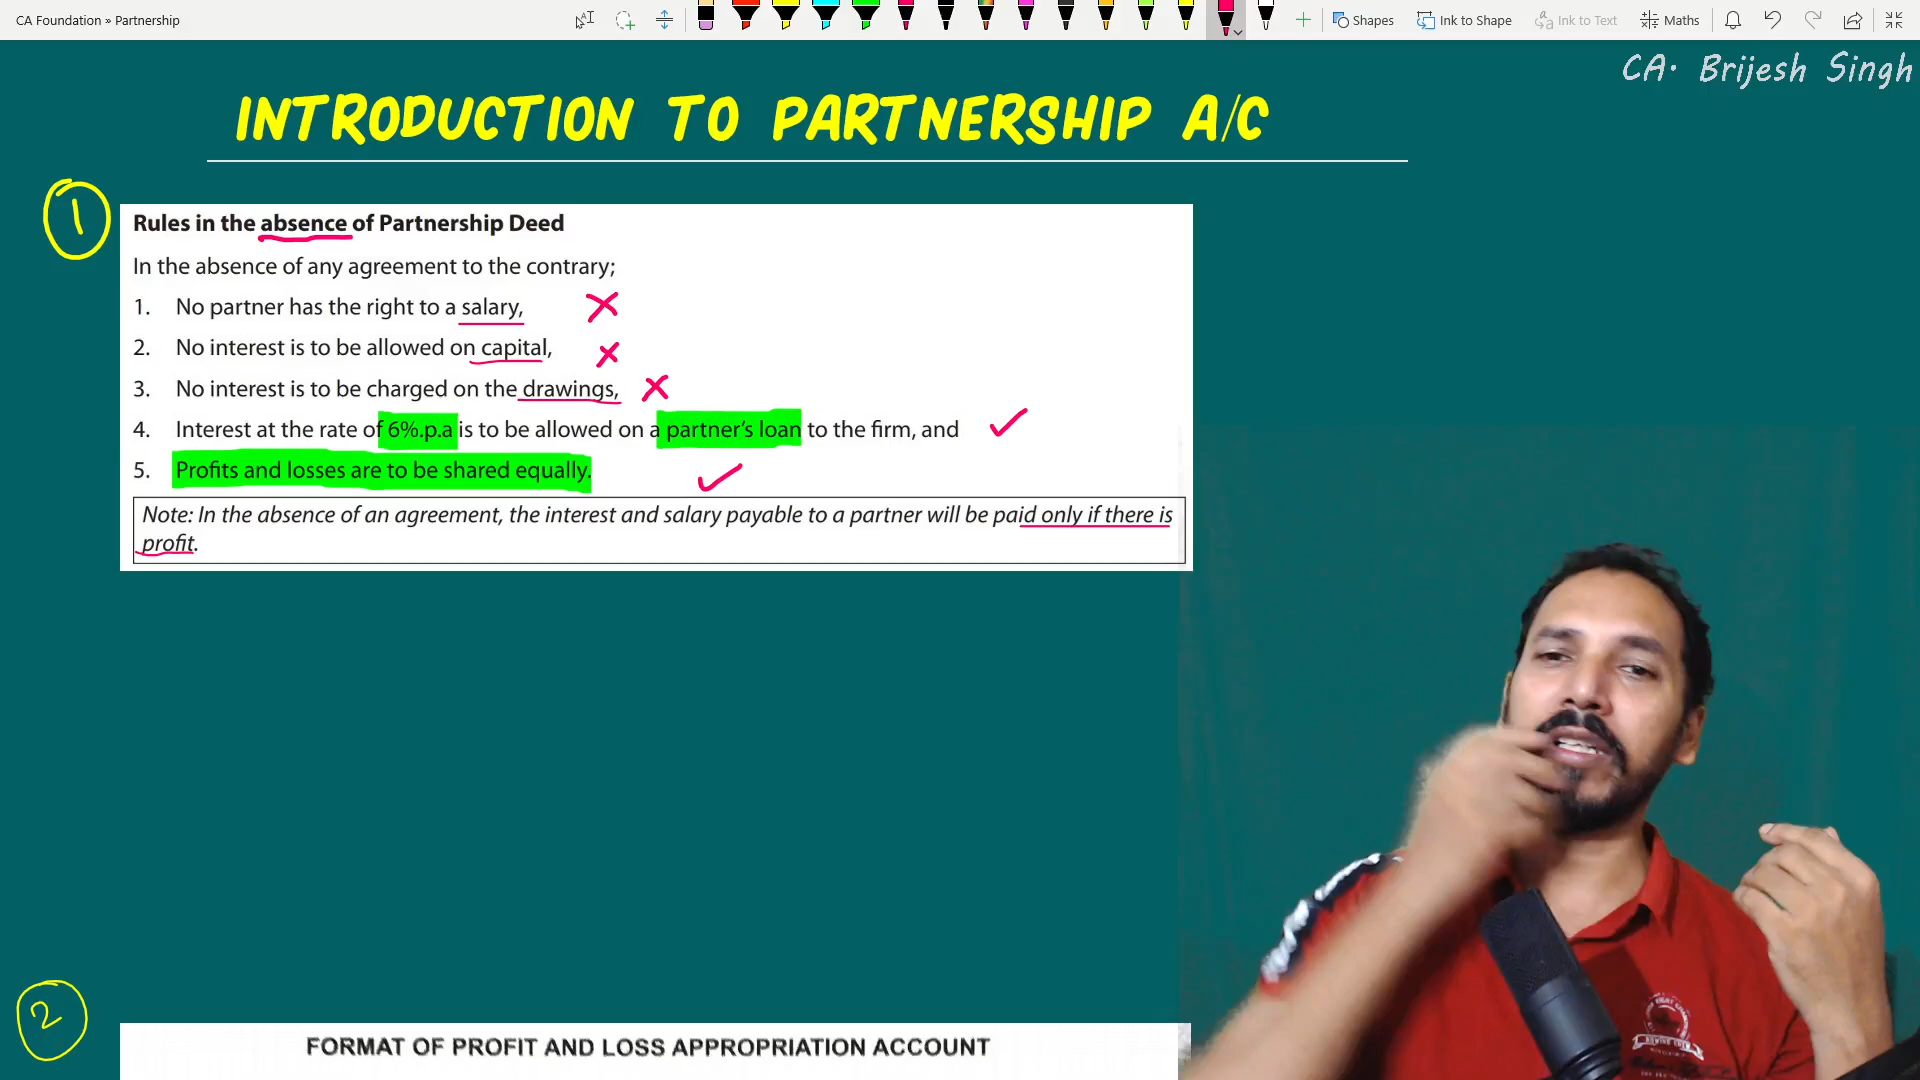 CA Foundation » Partnership
Shapes
Ink to Shape
Ink to Text
Maths
CA. Brijesh Singh
INTRODUCTION TO PARTNERSHIP A/C
1
Rules in the absence of Partnership Deed
In the absence of any agreement to the contrary;
1. No partner has the right to a salary,
2. No interest is to be allowed on capital,
3. No interest is to be charged on the drawings,
4. Interest at the rate of 6%.p.a is to be allowed on a partner's loan to the firm, and
5. Profits and losses are to be shared equally.
Note: In the absence of an agreement, the interest and salary payable to a partner will be paid only if there is
profit.
2
FORMAT OF PROFIT AND LOSS APPROPRIATION ACCOUNT